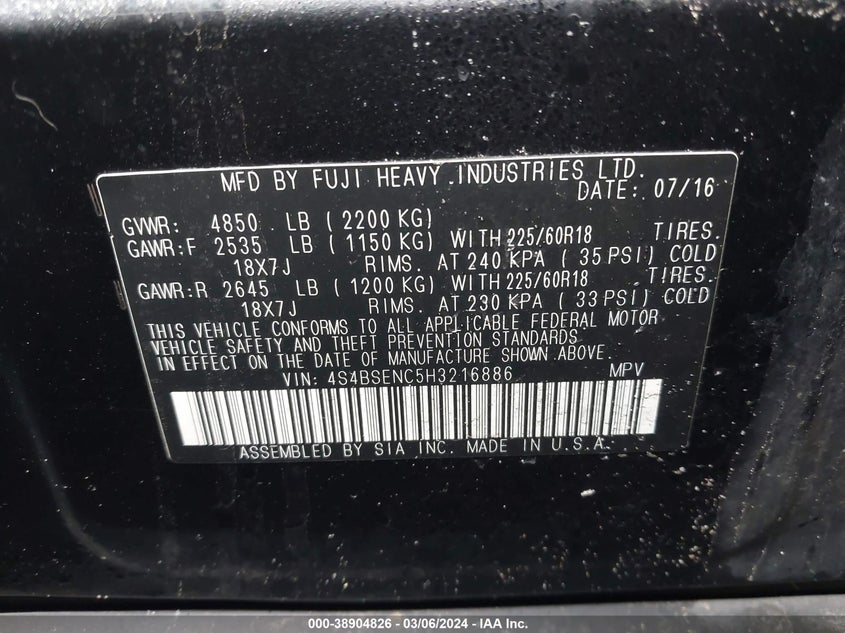 MFD BY FUJI HEAVY INDUSTRIES LTD.
DATE: 07/16
GVWR: 4850 LB (2200 KG)
GAWR:F 2535 LB (1150 KG) WITH 225/60R18 TIRES.
18X7J RIMS. AT 240 KPA (35 PSI) COLD
GAWR:R 2645 LB (1200 KG) WITH 225/60R18 TIRES.
18X7J RIMS. AT 230 KPA (33 PSI) COLD
THIS VEHICLE CONFORMS TO ALL APPLICABLE FEDERAL MOTOR
VEHICLE SAFETY AND THEFT PREVENTION STANDARDS
IN EFFECT ON THE DATE OF MANUFACTURE SHOWN ABOVE.
VIN: 4S4BSENC5H3216886 MPV
ASSEMBLED BY SIA INC. MADE IN U.S.A.
000-38904826 - 03/06/2024 - IAA Inc.